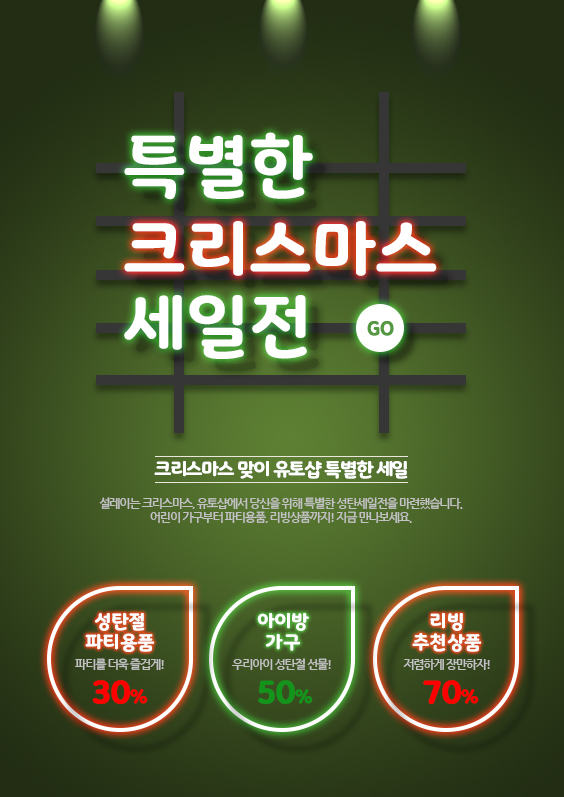 특별한
크리스마스
세일전
GO
크리스마스 맞이 유토샵 특별한 세일
설레이는 크리스마스, 유토샵에서 당신을 위해 특별한 성탄세일전을 마련했습니다.
어린이 가구부터 파티용품, 리빙상품까지! 지금 만나보세요.
성탄절
파티용품
파티를 더욱 즐겁게!
30%
아이방
가구
우리아이 성탄절 선물!
50%
리빙
추천상품
저렴하게 장만하자!
70%